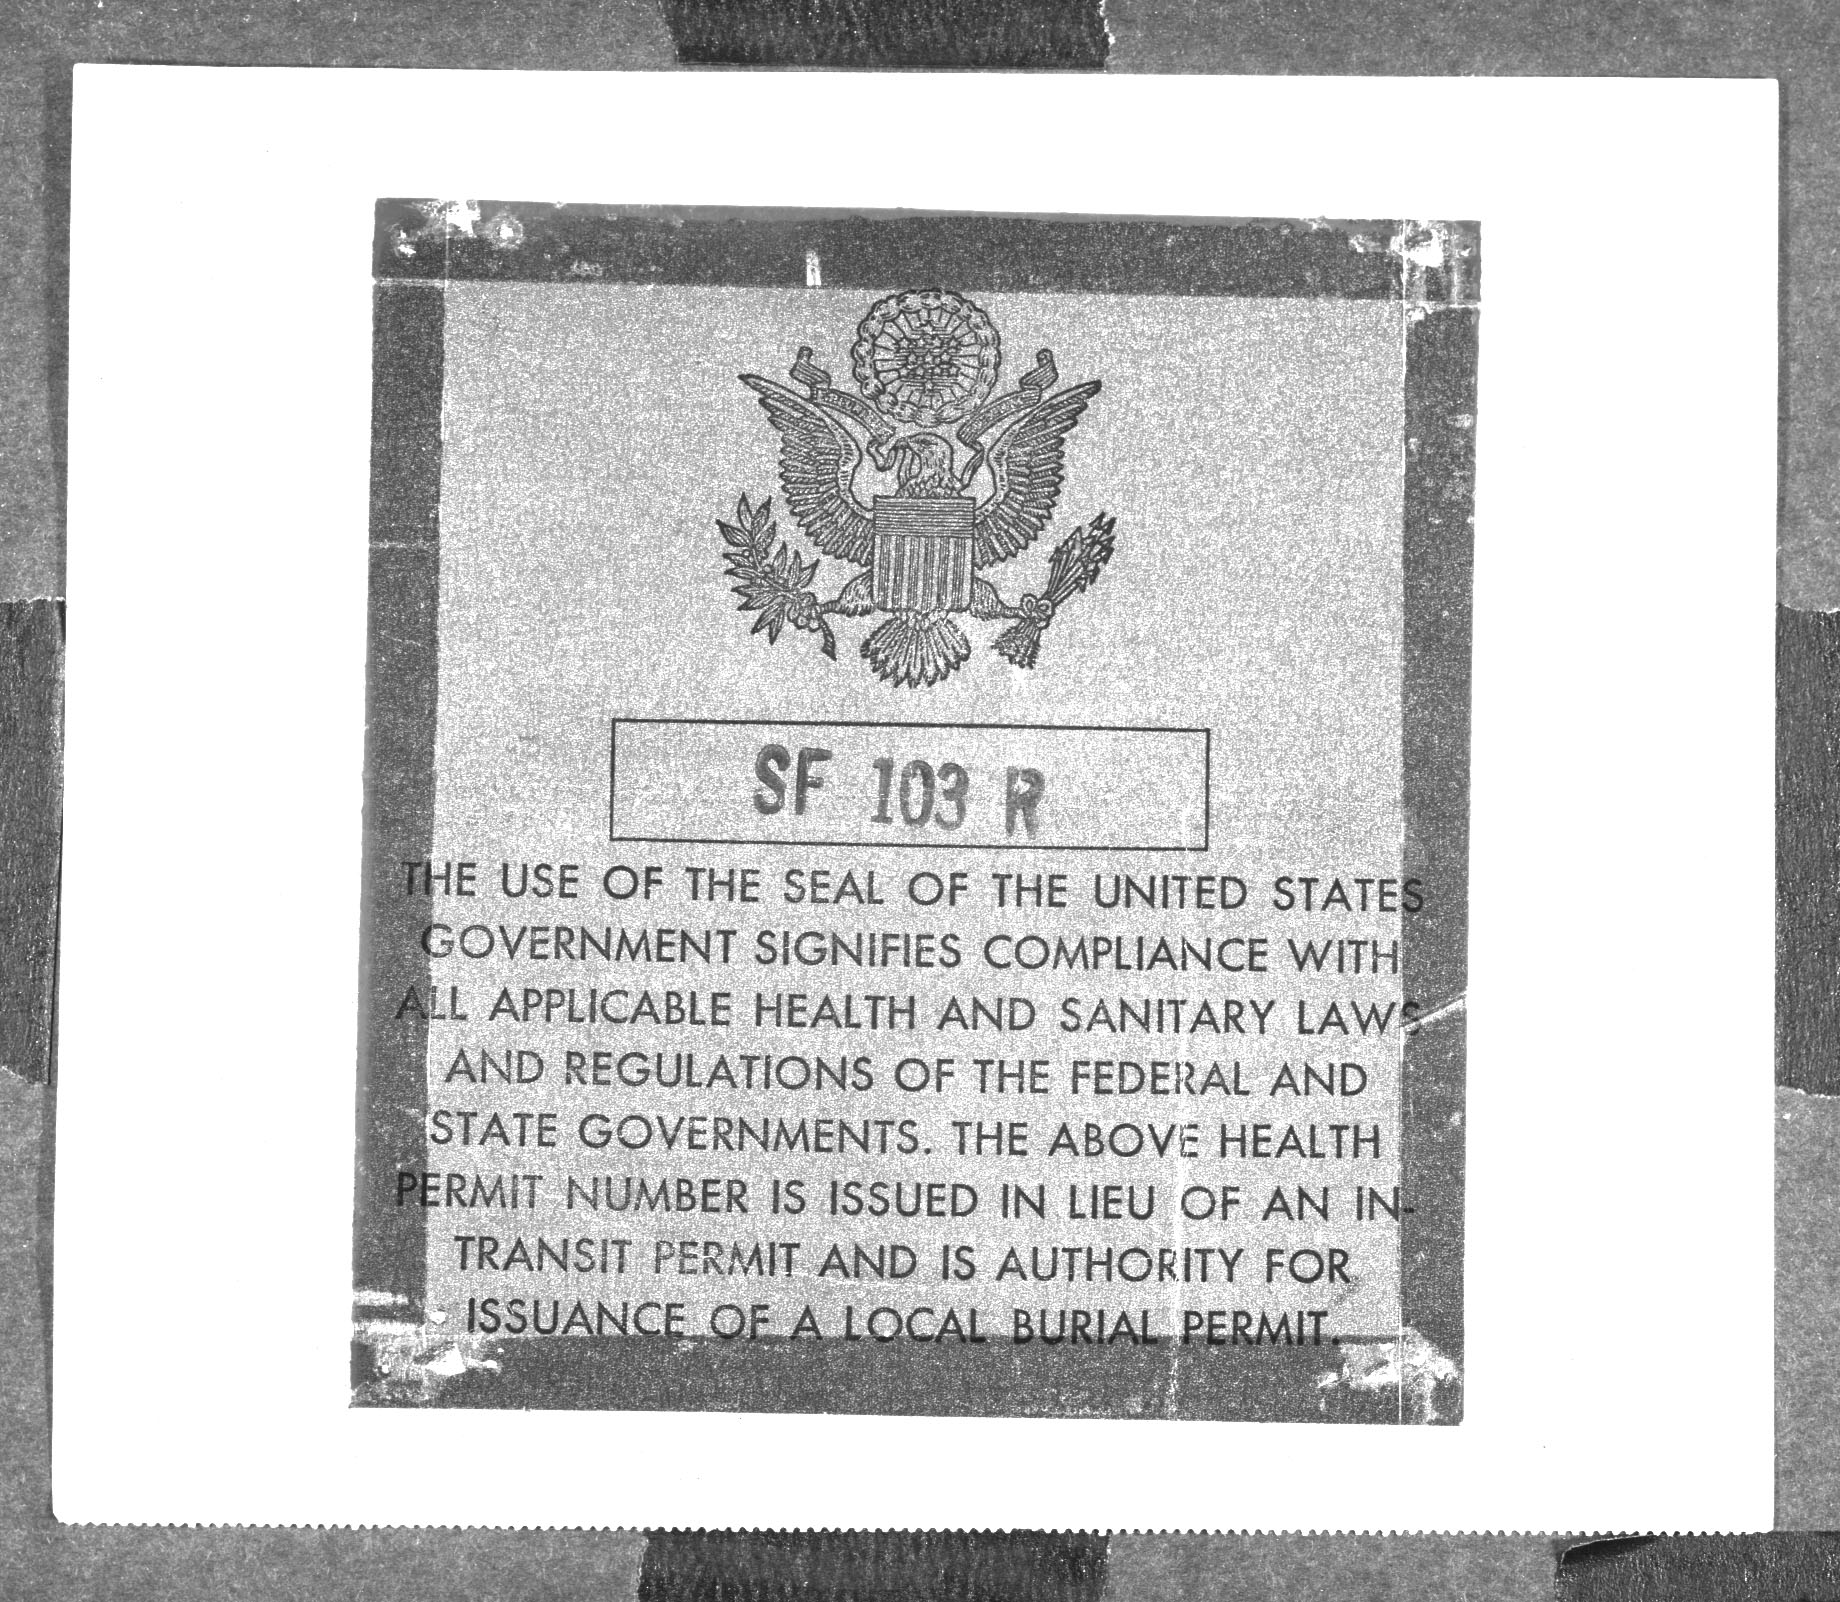 SF 103 R
THE USE OF THE SEAL OF THE UNITED STATES
GOVERNMENT SIGNIFIES COMPLIANCE WITH
ALL APPLICABLE HEALTH AND SANITARY LAWS
AND REGULATIONS OF THE FEDERAL AND
STATE GOVERNMENTS. THE ABOVE HEALTH
PERMIT NUMBER IS ISSUED IN LIEU OF AN IN-
TRANSIT PERMIT AND IS AUTHORITY FOR
ISSUANCE OF A LOCAL BURIAL PERMIT.